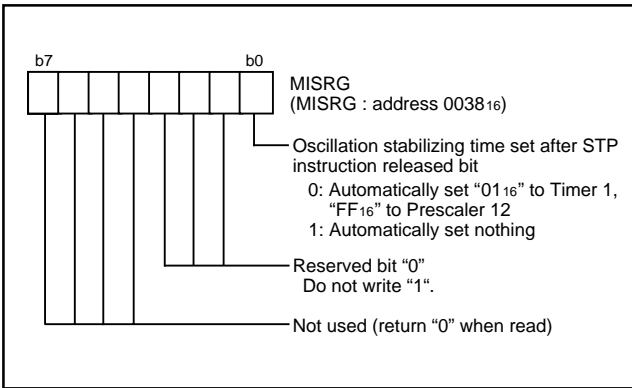 b7 b0
MISRG
(MISRG : address 003816)
Oscillation stabilizing time set after STP
instruction released bit
0: Automatically set “0116” to Timer 1,
“FF16” to Prescaler 12
1: Automatically set nothing
Reserved bit “0”
Do not write “1“.
Not used (return “0” when read)